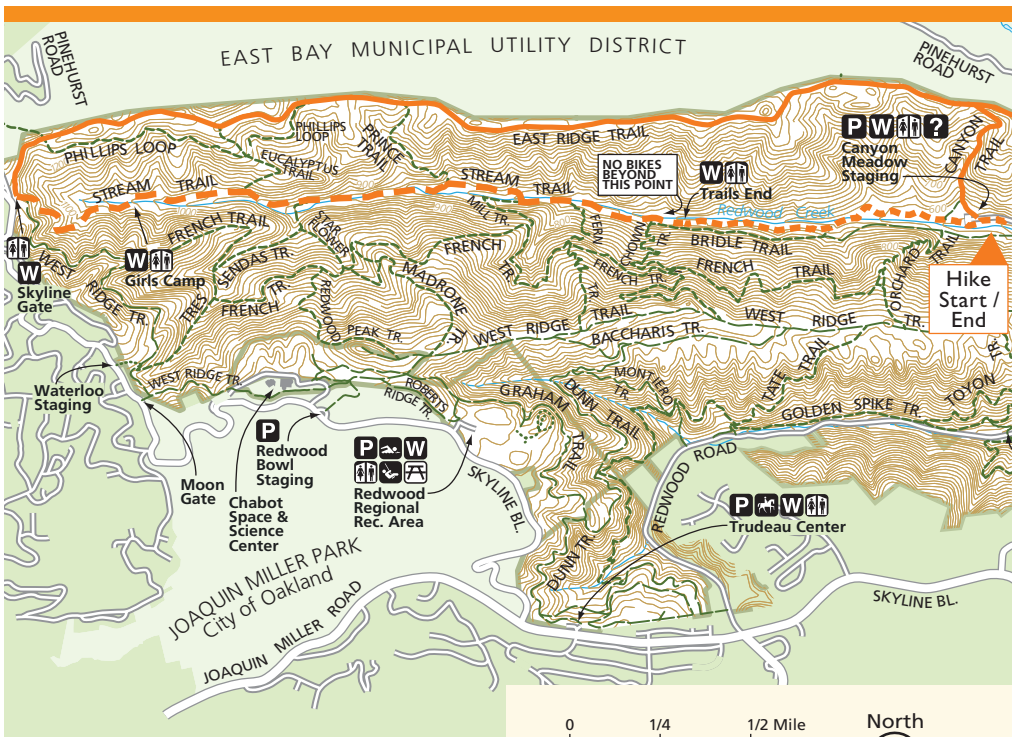 EAST BAY MUNICIPAL UTILITY DISTRICT
PINEHURST
ROAD
PINEHURST
ROAD
PHILLIPS LOOP
PHILLIPS
LOOP
PRINCE
TRAIL
EUCALYPTUS
TRAIL
EAST RIDGE TRAIL
P W ?
Canyon
Meadow
Staging
CANYON
TRAIL
NO BIKES
BEYOND
THIS POINT
W
Trails End
STREAM TRAIL
STREAM TRAIL
Redwood Creek
W
Skyline
Gate
W
Girls Camp
WEST
RIDGE TR.
FRENCH TRAIL
TRES
SENDAS TR.
FRENCH TR.
STAR
FLOWER
REDWOOD
PEAK TR.
MADRONE
TR.
MILL TR.
FRENCH
TR.
FERN
TR.
CHOWN
TR.
FRENCH TR.
BRIDLE TRAIL
FRENCH TRAIL
ORCHARD
TR.
TRAIL
Hike
Start /
End
WEST RIDGE TRAIL
WEST RIDGE
BACCHARIS TR.
TATE TRAIL
TR.
TOYON
GOLDEN SPIKE TR.
MONTIERO
TR.
DUNN TRAIL
GRAHAM
TRAIL
DUNN TR.
Waterloo
Staging
WEST RIDGE TR.
ROBERTS
RIDGE TR.
Moon
Gate
Chabot
Space &
Science
Center
P
Redwood
Bowl
Staging
P W
Redwood
Regional
Rec. Area
SKYLINE BL.
REDWOOD ROAD
P W
Trudeau Center
SKYLINE BL.
JOAQUIN MILLER PARK
City of Oakland
JOAQUIN MILLER ROAD
0 1/4 1/2 Mile
North